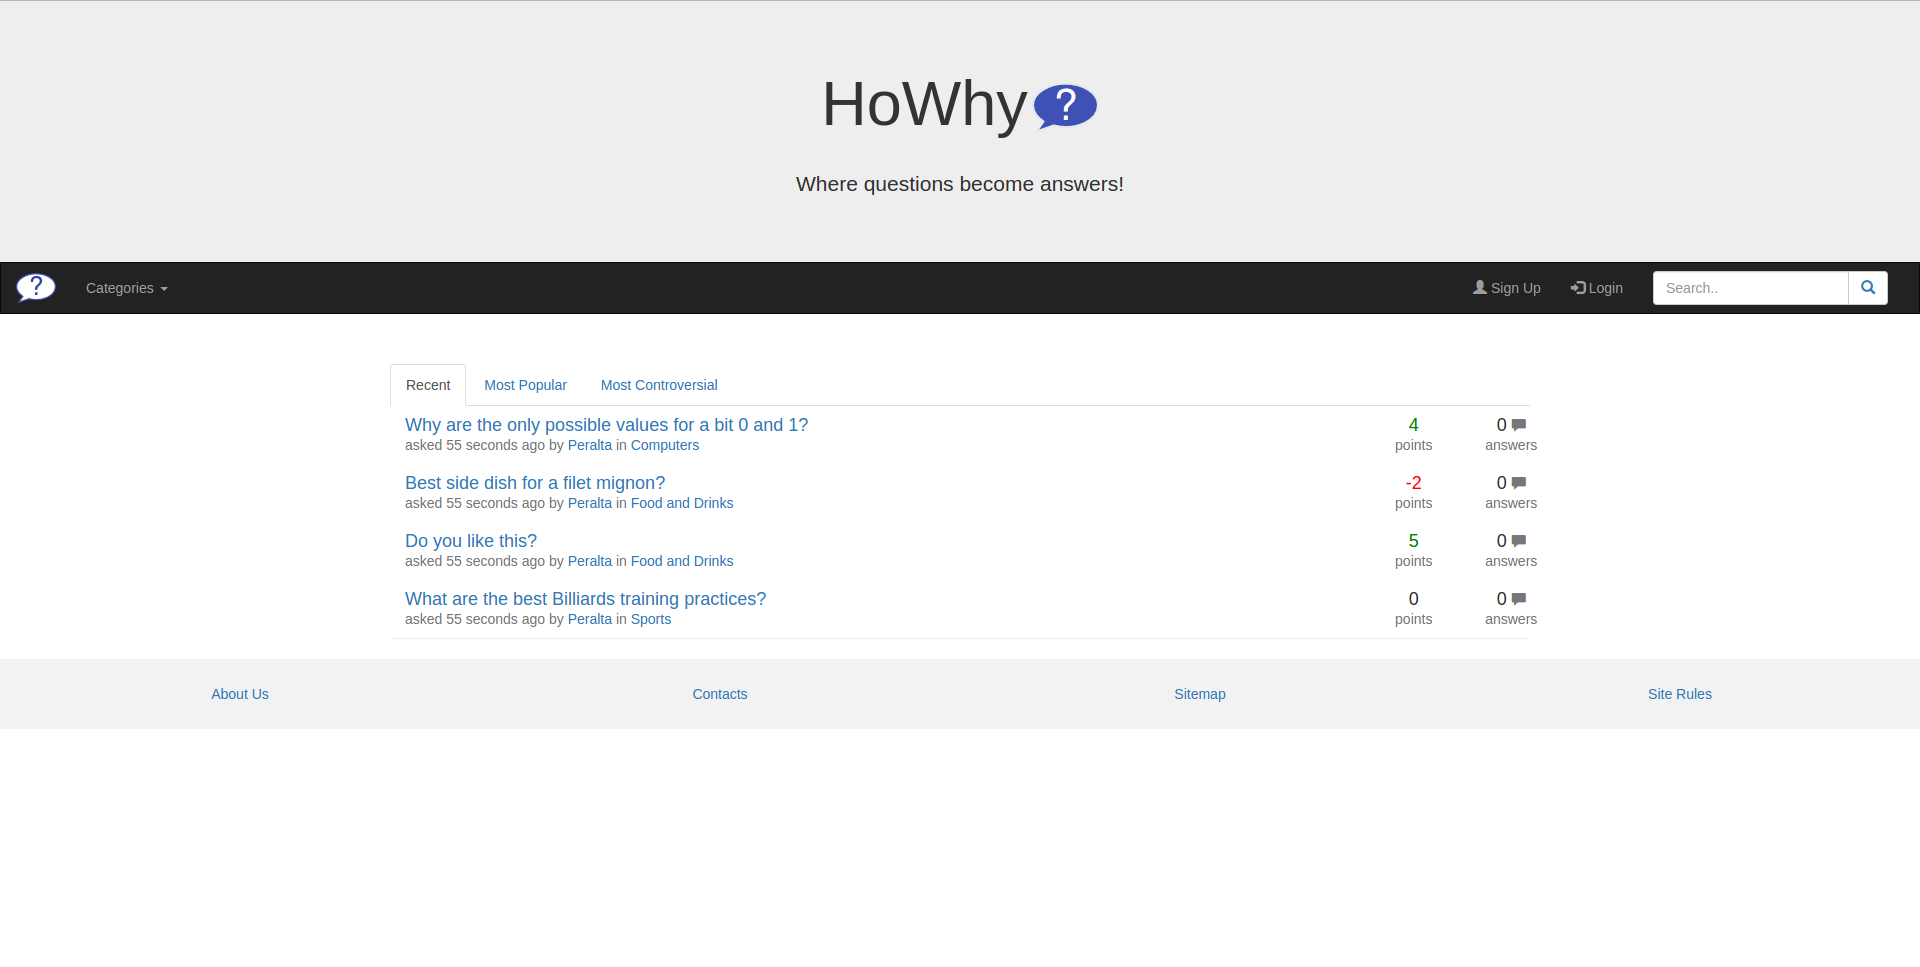 HoWhy?
Where questions become answers!
? Categories Sign Up Login Search..
Recent Most Popular Most Controversial
Why are the only possible values for a bit 0 and 1? 4 0
asked 55 seconds ago by Peralta in Computers points answers
Best side dish for a filet mignon? -2 0
asked 55 seconds ago by Peralta in Food and Drinks points answers
Do you like this? 5 0
asked 55 seconds ago by Peralta in Food and Drinks points answers
What are the best Billiards training practices? 0 0
asked 55 seconds ago by Peralta in Sports points answers
About Us Contacts Sitemap Site Rules